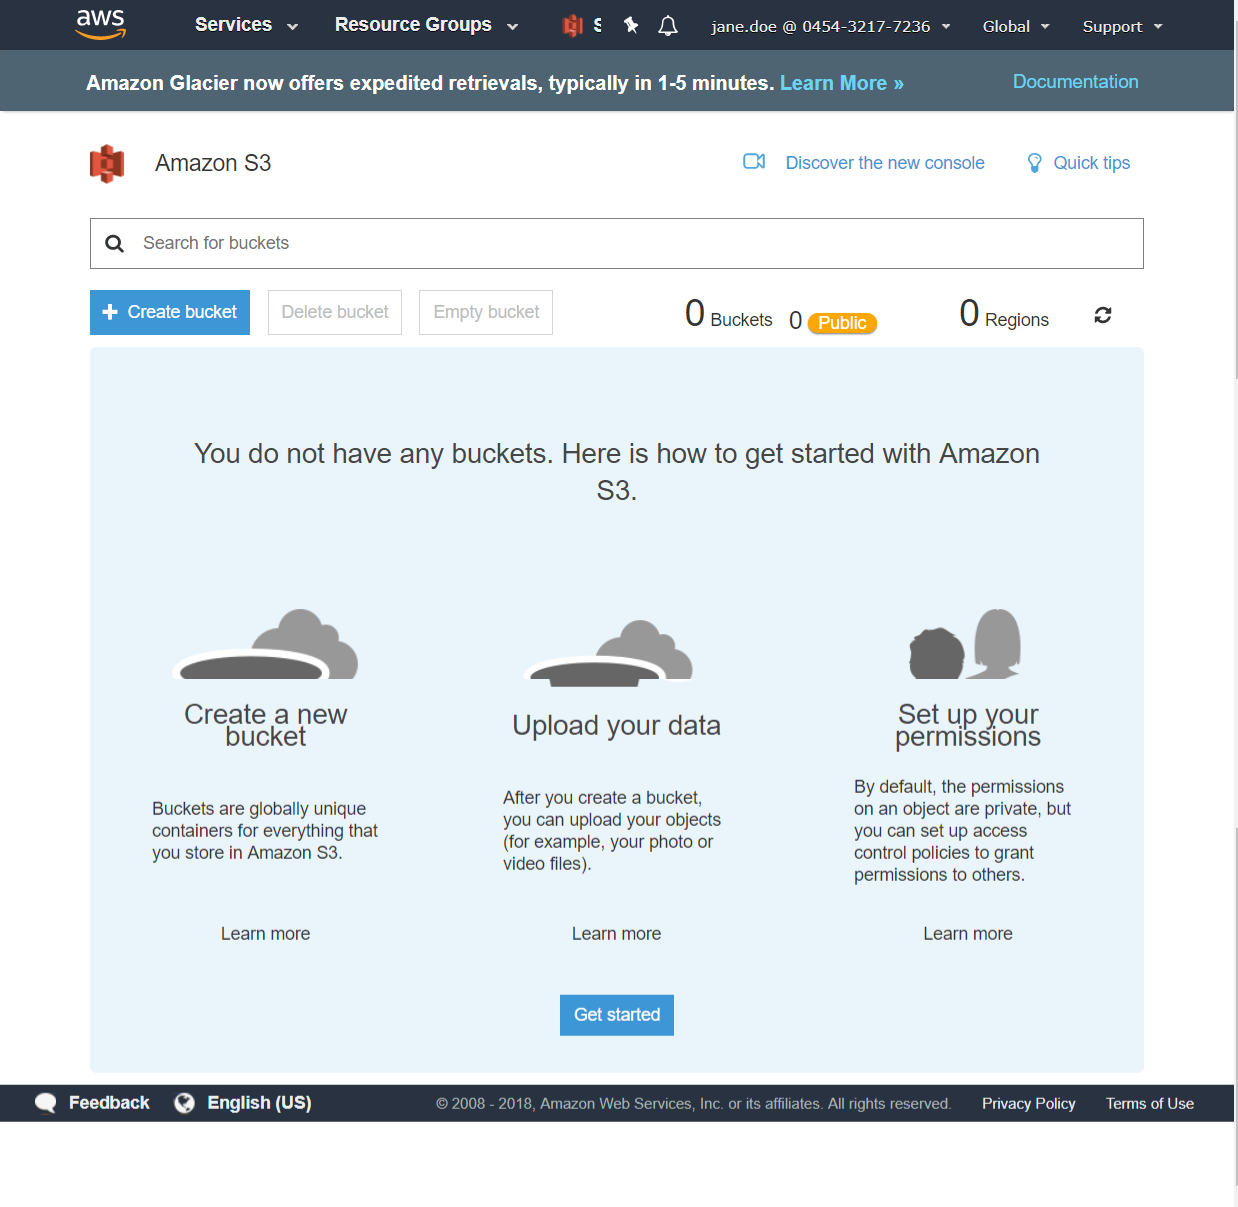 aws Services Resource Groups S jane.doe @ 0454-3217-7236 Global Support
Amazon Glacier now offers expedited retrievals, typically in 1-5 minutes. Learn More » Documentation
Amazon S3 Discover the new console Quick tips
Search for buckets
Create bucket Delete bucket Empty bucket 0 Buckets 0 Public 0 Regions
You do not have any buckets. Here is how to get started with Amazon
S3.
Create a new
bucket
Buckets are globally unique
containers for everything that
you store in Amazon S3.
Learn more
Upload your data
After you create a bucket,
you can upload your objects
(for example, your photo or
video files).
Learn more
Set up your
permissions
By default, the permissions
on an object are private, but
you can set up access
control policies to grant
permissions to others.
Learn more
Get started
Feedback English (US) © 2008 - 2018, Amazon Web Services, Inc. or its affiliates. All rights reserved. Privacy Policy Terms of Use